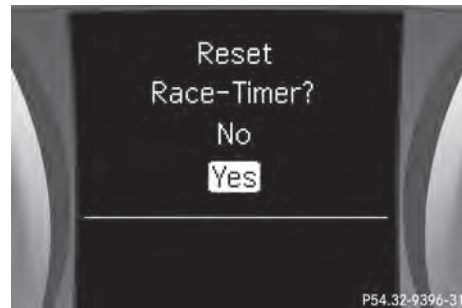 Reset
Race-Timer?
No
Yes
P54.32-9396-31